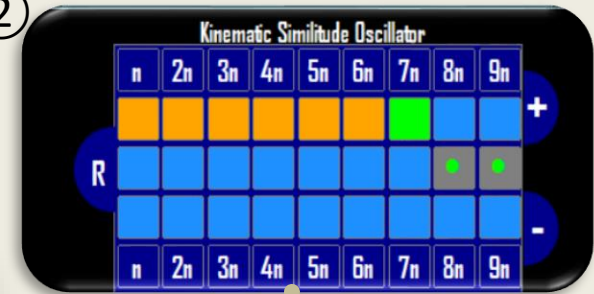 ②
Kinematic Similitude Oscillator
n 2n 3n 4n 5n 6n 7n 8n 9n
+
R
-
n 2n 3n 4n 5n 6n 7n 8n 9n